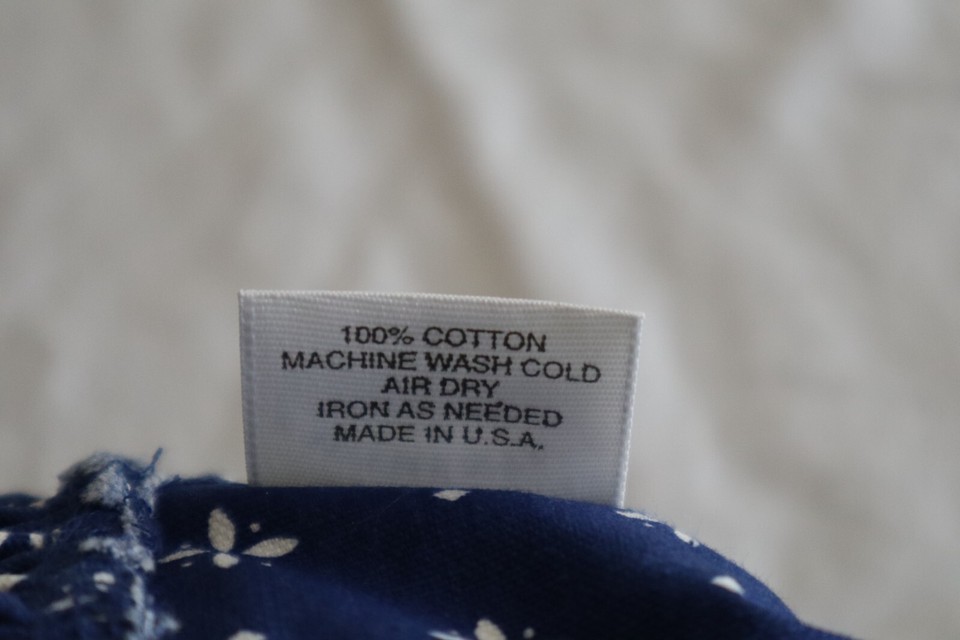 100% COTTON
MACHINE WASH COLD
AIR DRY
IRON AS NEEDED
MADE IN U.S.A.